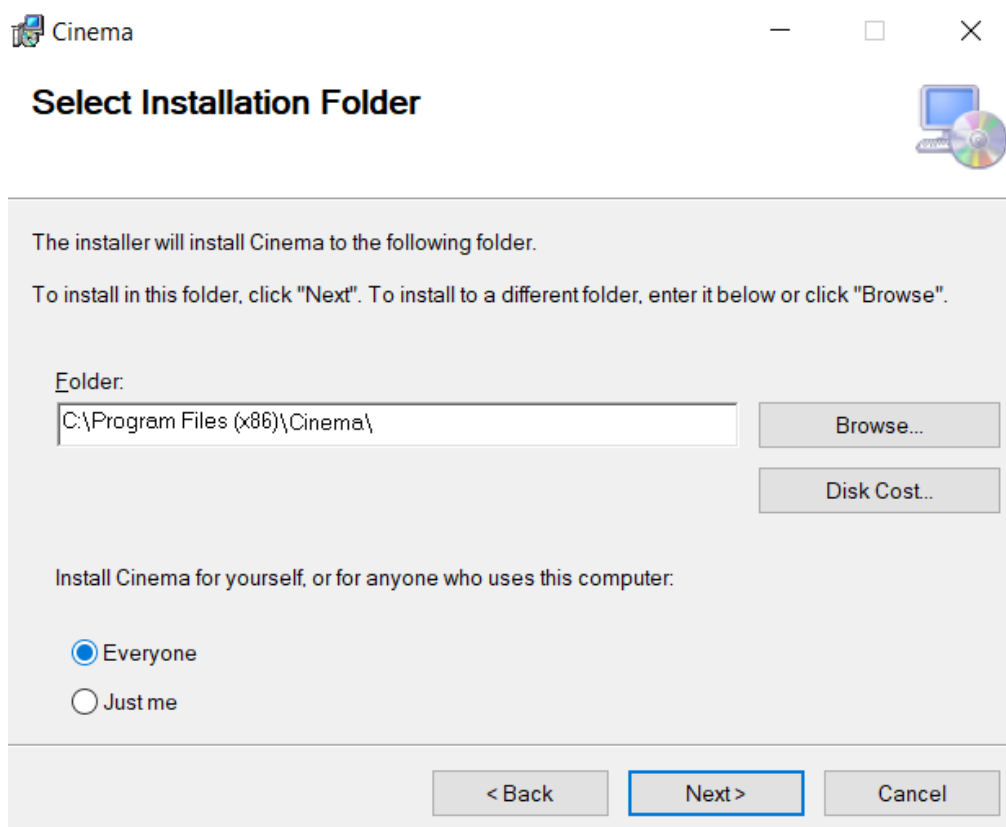 Cinema
Select Installation Folder
The installer will install Cinema to the following folder.
To install in this folder, click "Next". To install to a different folder, enter it below or click "Browse".
Folder:
C:\Program Files (x86)\Cinema\
Browse...
Disk Cost...
Install Cinema for yourself, or for anyone who uses this computer:
Everyone
Just me
< Back
Next >
Cancel